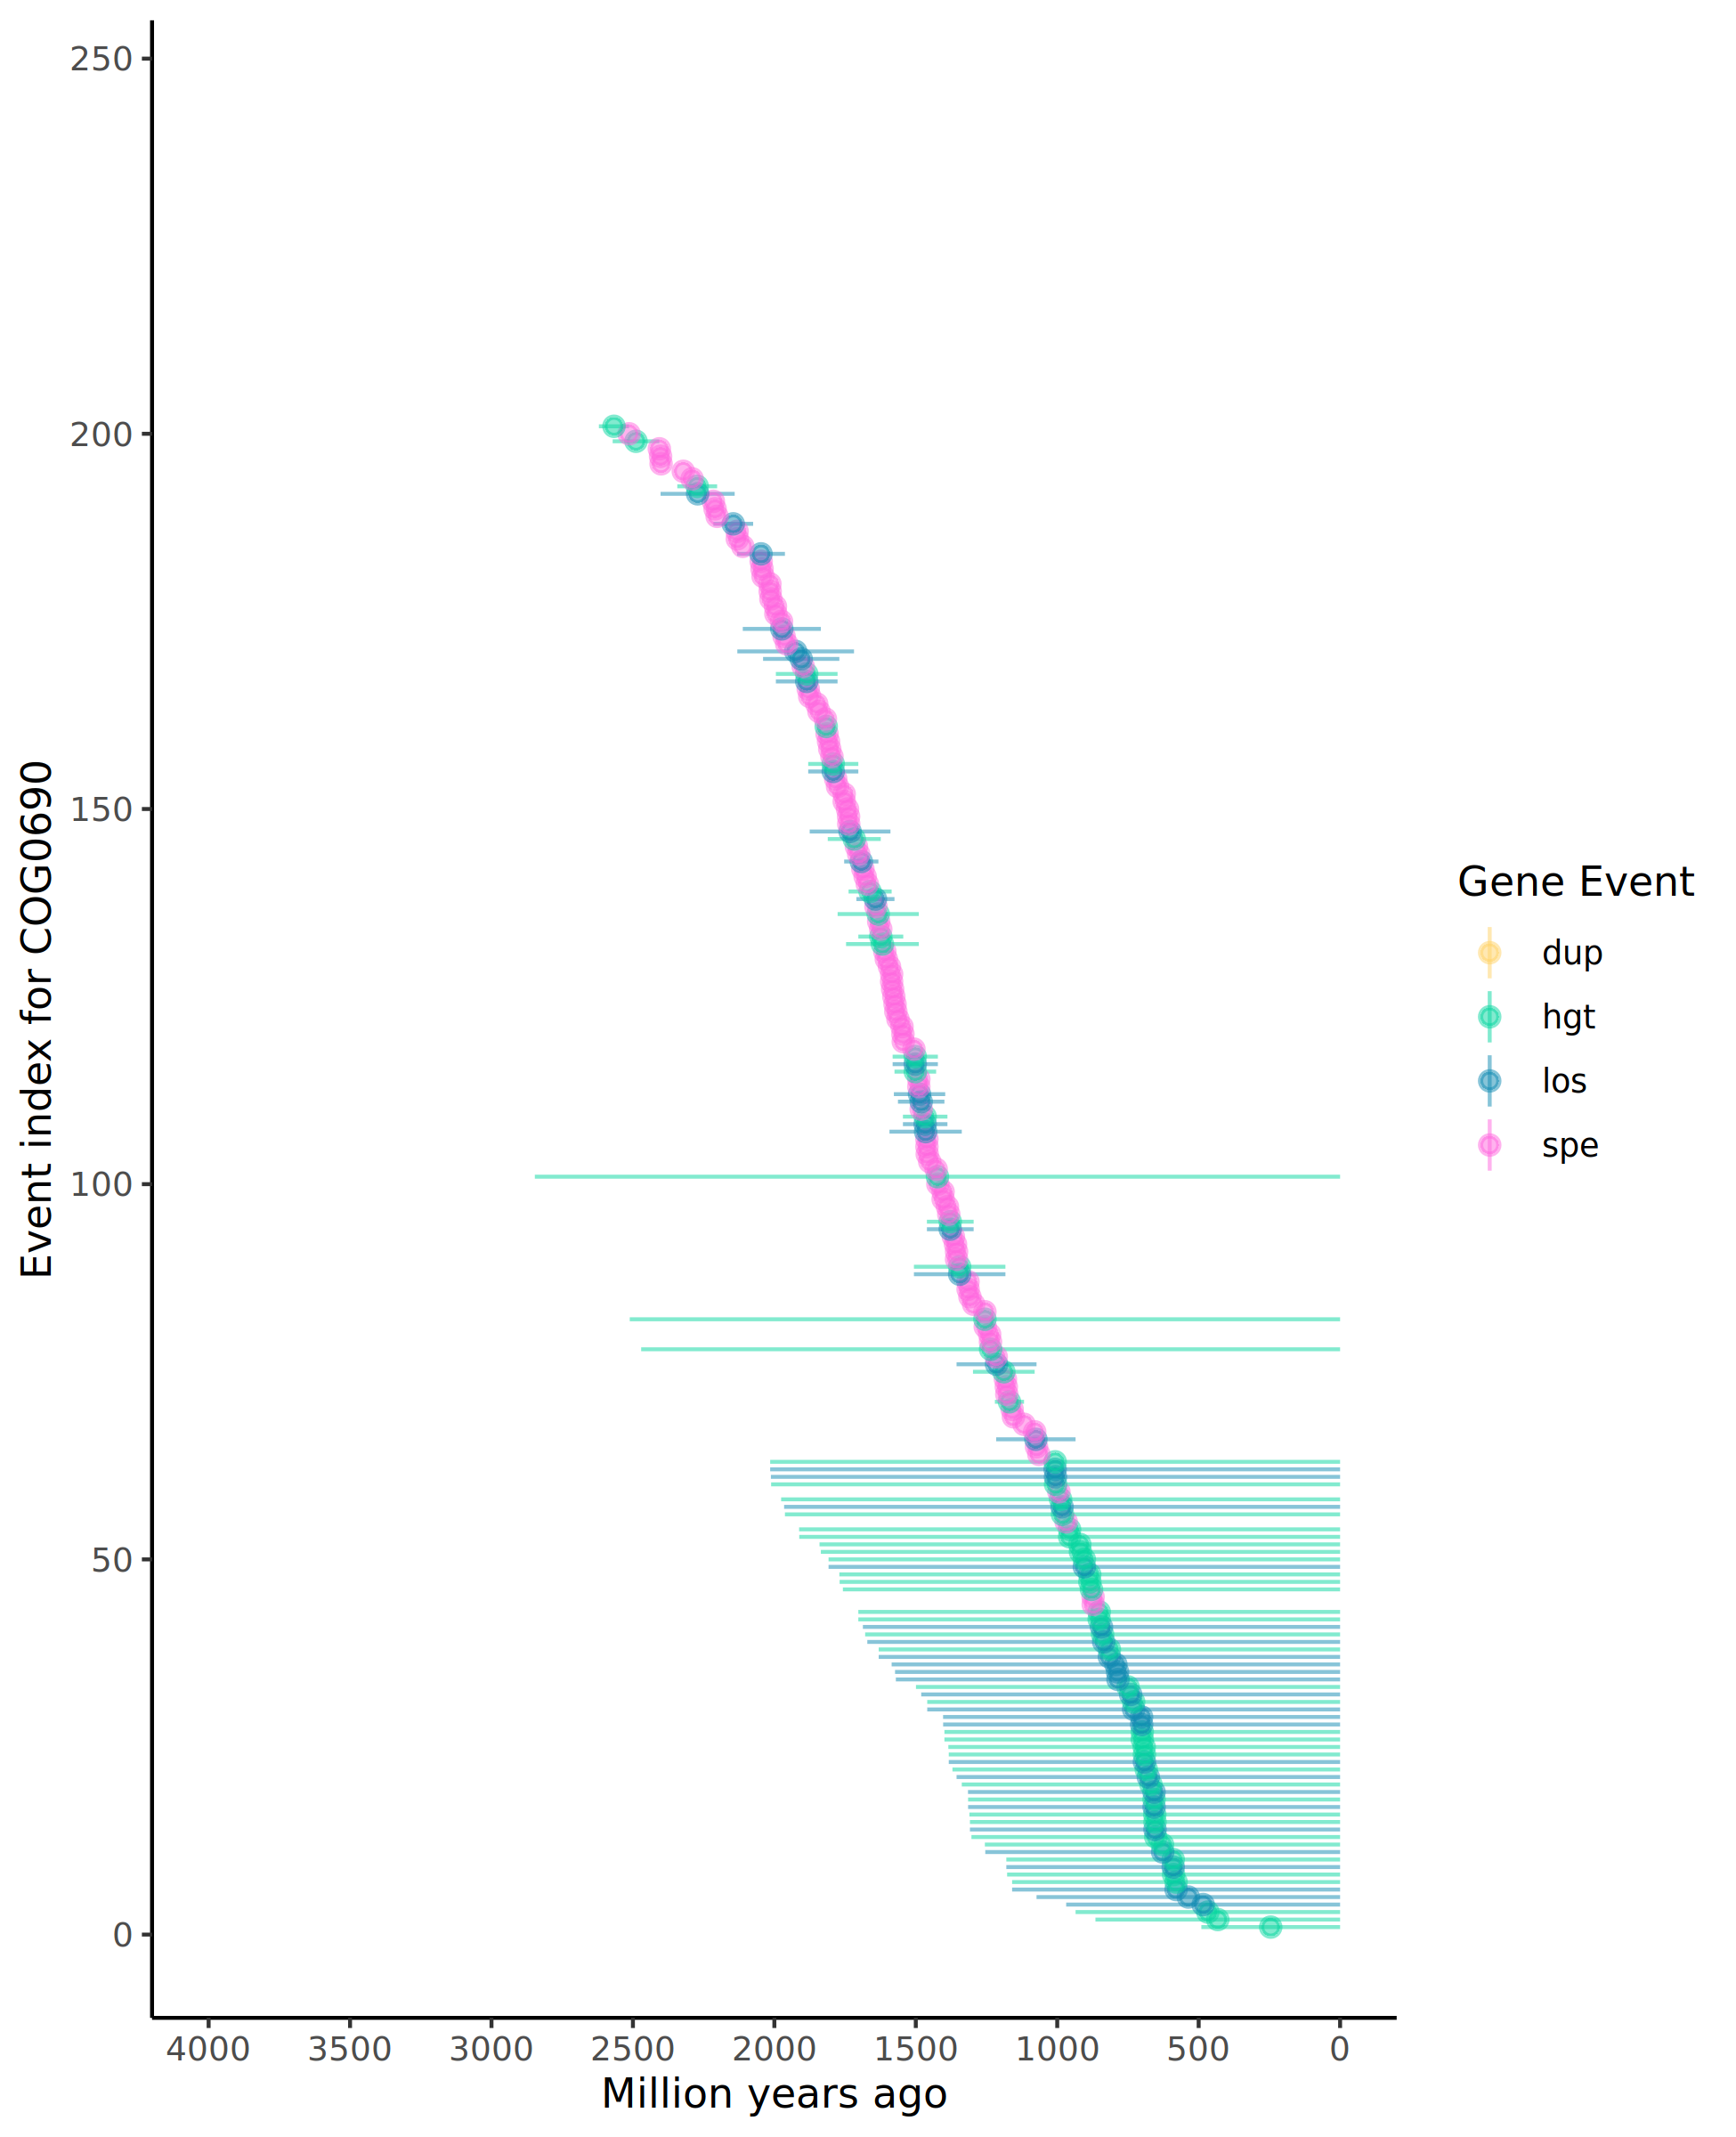 Event index for COG0690
250
200
150
100
50
0
4000 3500 3000 2500 2000 1500 1000 500 0
Million years ago
Gene Event
dup
hgt
los
spe